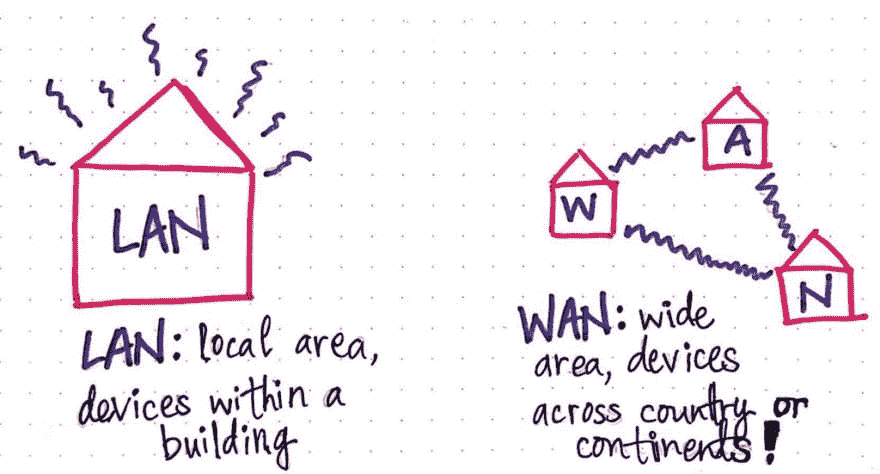 LAN
LAN: local area,
devices within a
building
W
A
N
WAN: wide
area, devices
across country or
continents!